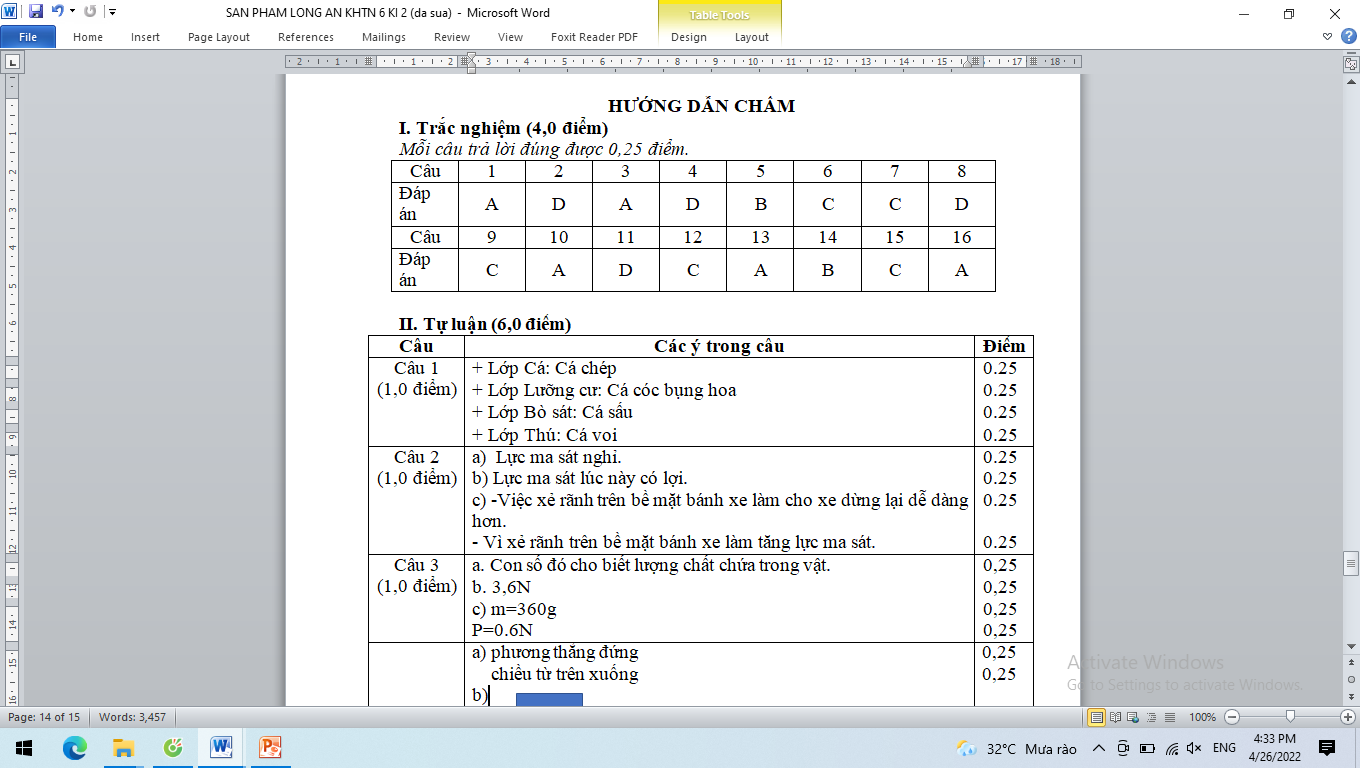 SAN PHAM LONG AN KHTN 6 KI 2 (da sua) - Microsoft Word
Table Tools
File Home Insert Page Layout References Mailings Review View Foxit Reader PDF Design Layout
HƯỚNG DẪN CHẤM
I. Trắc nghiệm (4,0 điểm)
Mỗi câu trả lời đúng được 0,25 điểm.
Câu 1 2 3 4 5 6 7 8
Đáp
án A D A D B C C D
Câu 9 10 11 12 13 14 15 16
Đáp
án C A D C A B C A
II. Tự luận (6,0 điểm)
Câu Các ý trong câu Điểm
Câu 1 + Lớp Cá: Cá chép 0.25
(1,0 điểm) + Lớp Lưỡng cư: Cá cóc bụng hoa 0.25
+ Lớp Bò sát: Cá sấu 0.25
+ Lớp Thú: Cá voi 0.25
Câu 2 a) Lực ma sát nghỉ. 0.25
(1,0 điểm) b) Lực ma sát lúc này có lợi. 0.25
c) -Việc xẻ rãnh trên bề mặt bánh xe làm cho xe dừng lại dễ dàng 0.25
hơn.
- Vì xẻ rãnh trên bề mặt bánh xe làm tăng lực ma sát. 0.25
Câu 3 a. Con số đó cho biết lượng chất chứa trong vật. 0,25
(1,0 điểm) b. 3,6N 0,25
c) m=360g 0,25
P=0.6N 0,25
a) phương thẳng đứng 0,25
chiều từ trên xuống 0,25
b)
Activate Windows
Go to Settings to activate Windows.
Page: 14 of 15 Words: 3,457 100%
32°C Mưa rào ENG 4:33 PM
4/26/2022